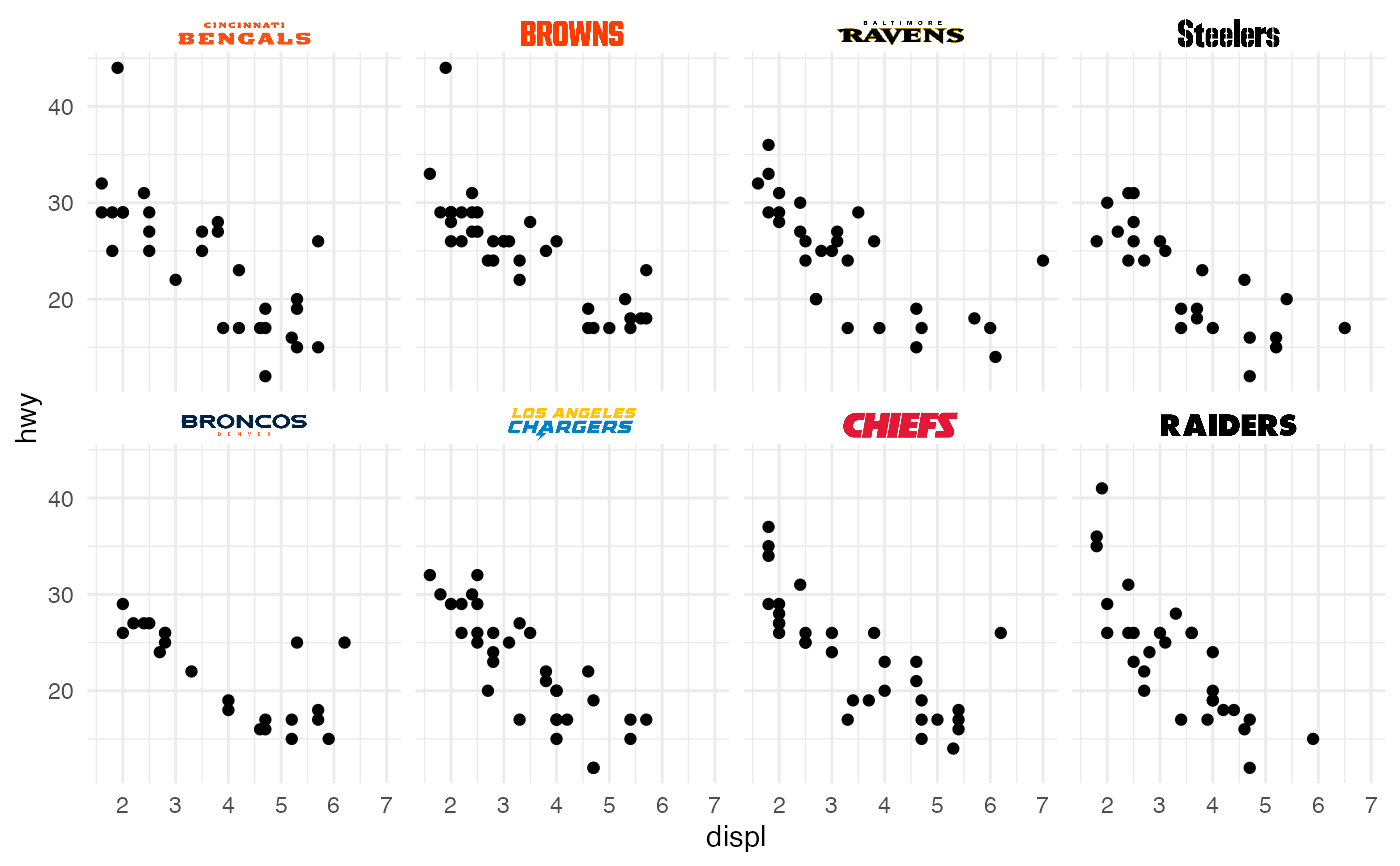 CINCINNATI
BENGALS
BROWNS
BALTIMORE
RAVENS
Steelers
40
30
20
hwy
BRONCOS
DENVER
LOS ANGELES
CHARGERS
CHIEFS
RAIDERS
40
30
20
2 3 4 5 6 7
2 3 4 5 6 7
2 3 4 5 6 7
2 3 4 5 6 7
displ